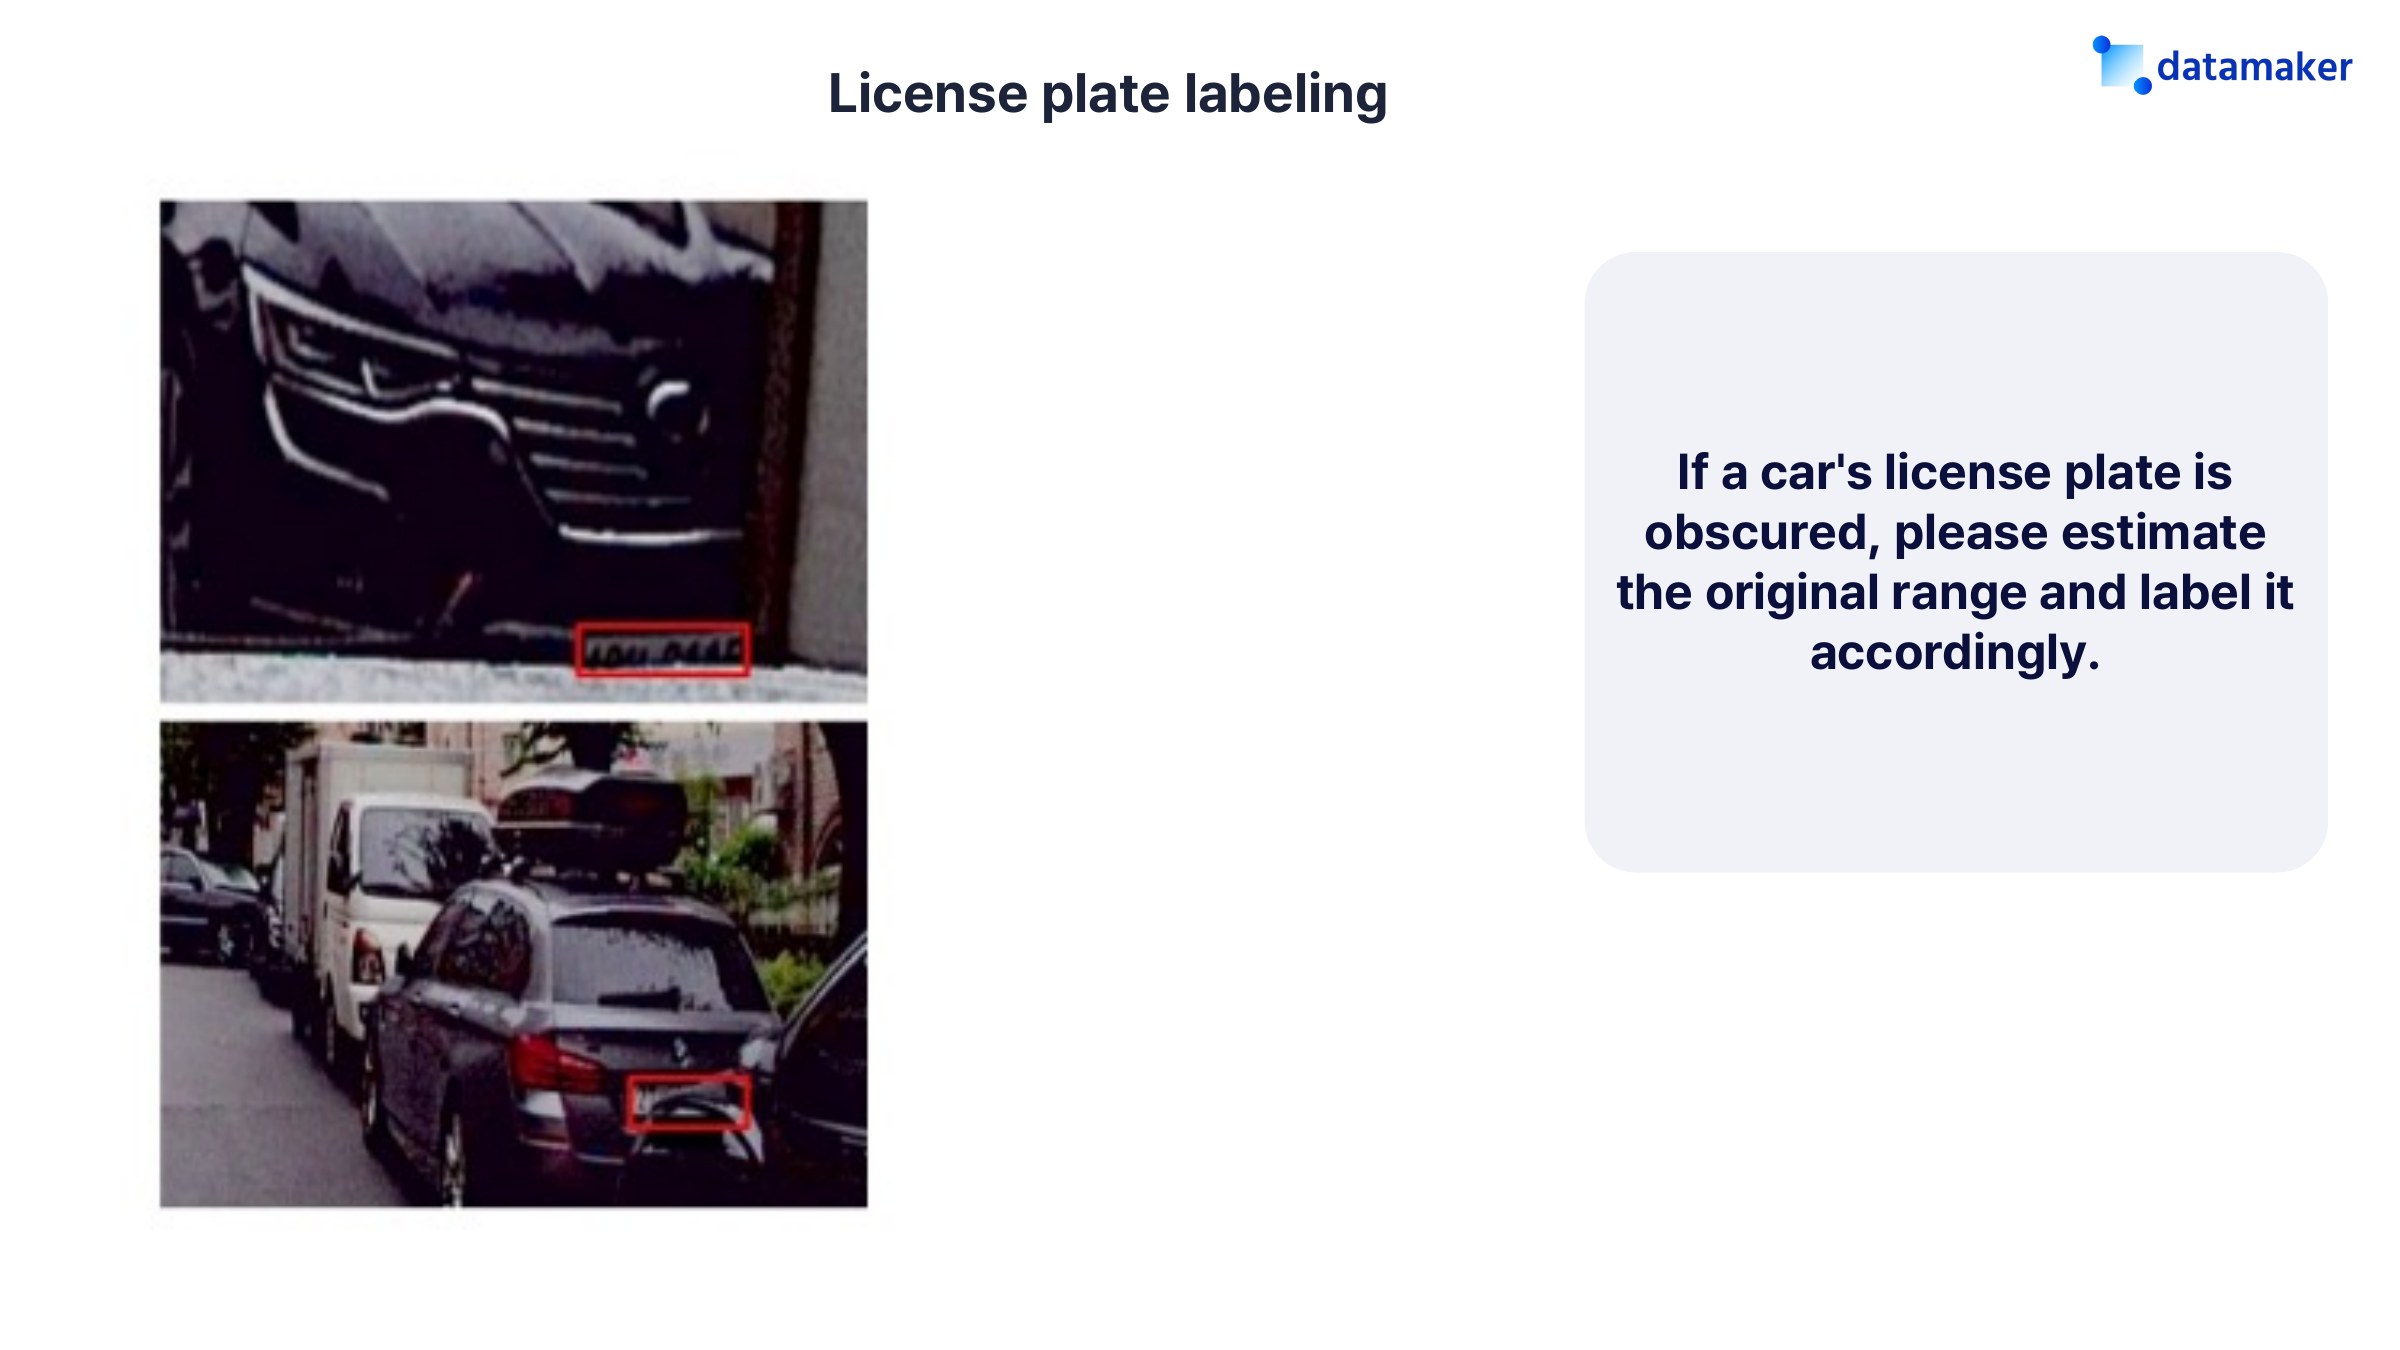 License plate labeling
datamaker
If a car's license plate is
obscured, please estimate
the original range and label it
accordingly.